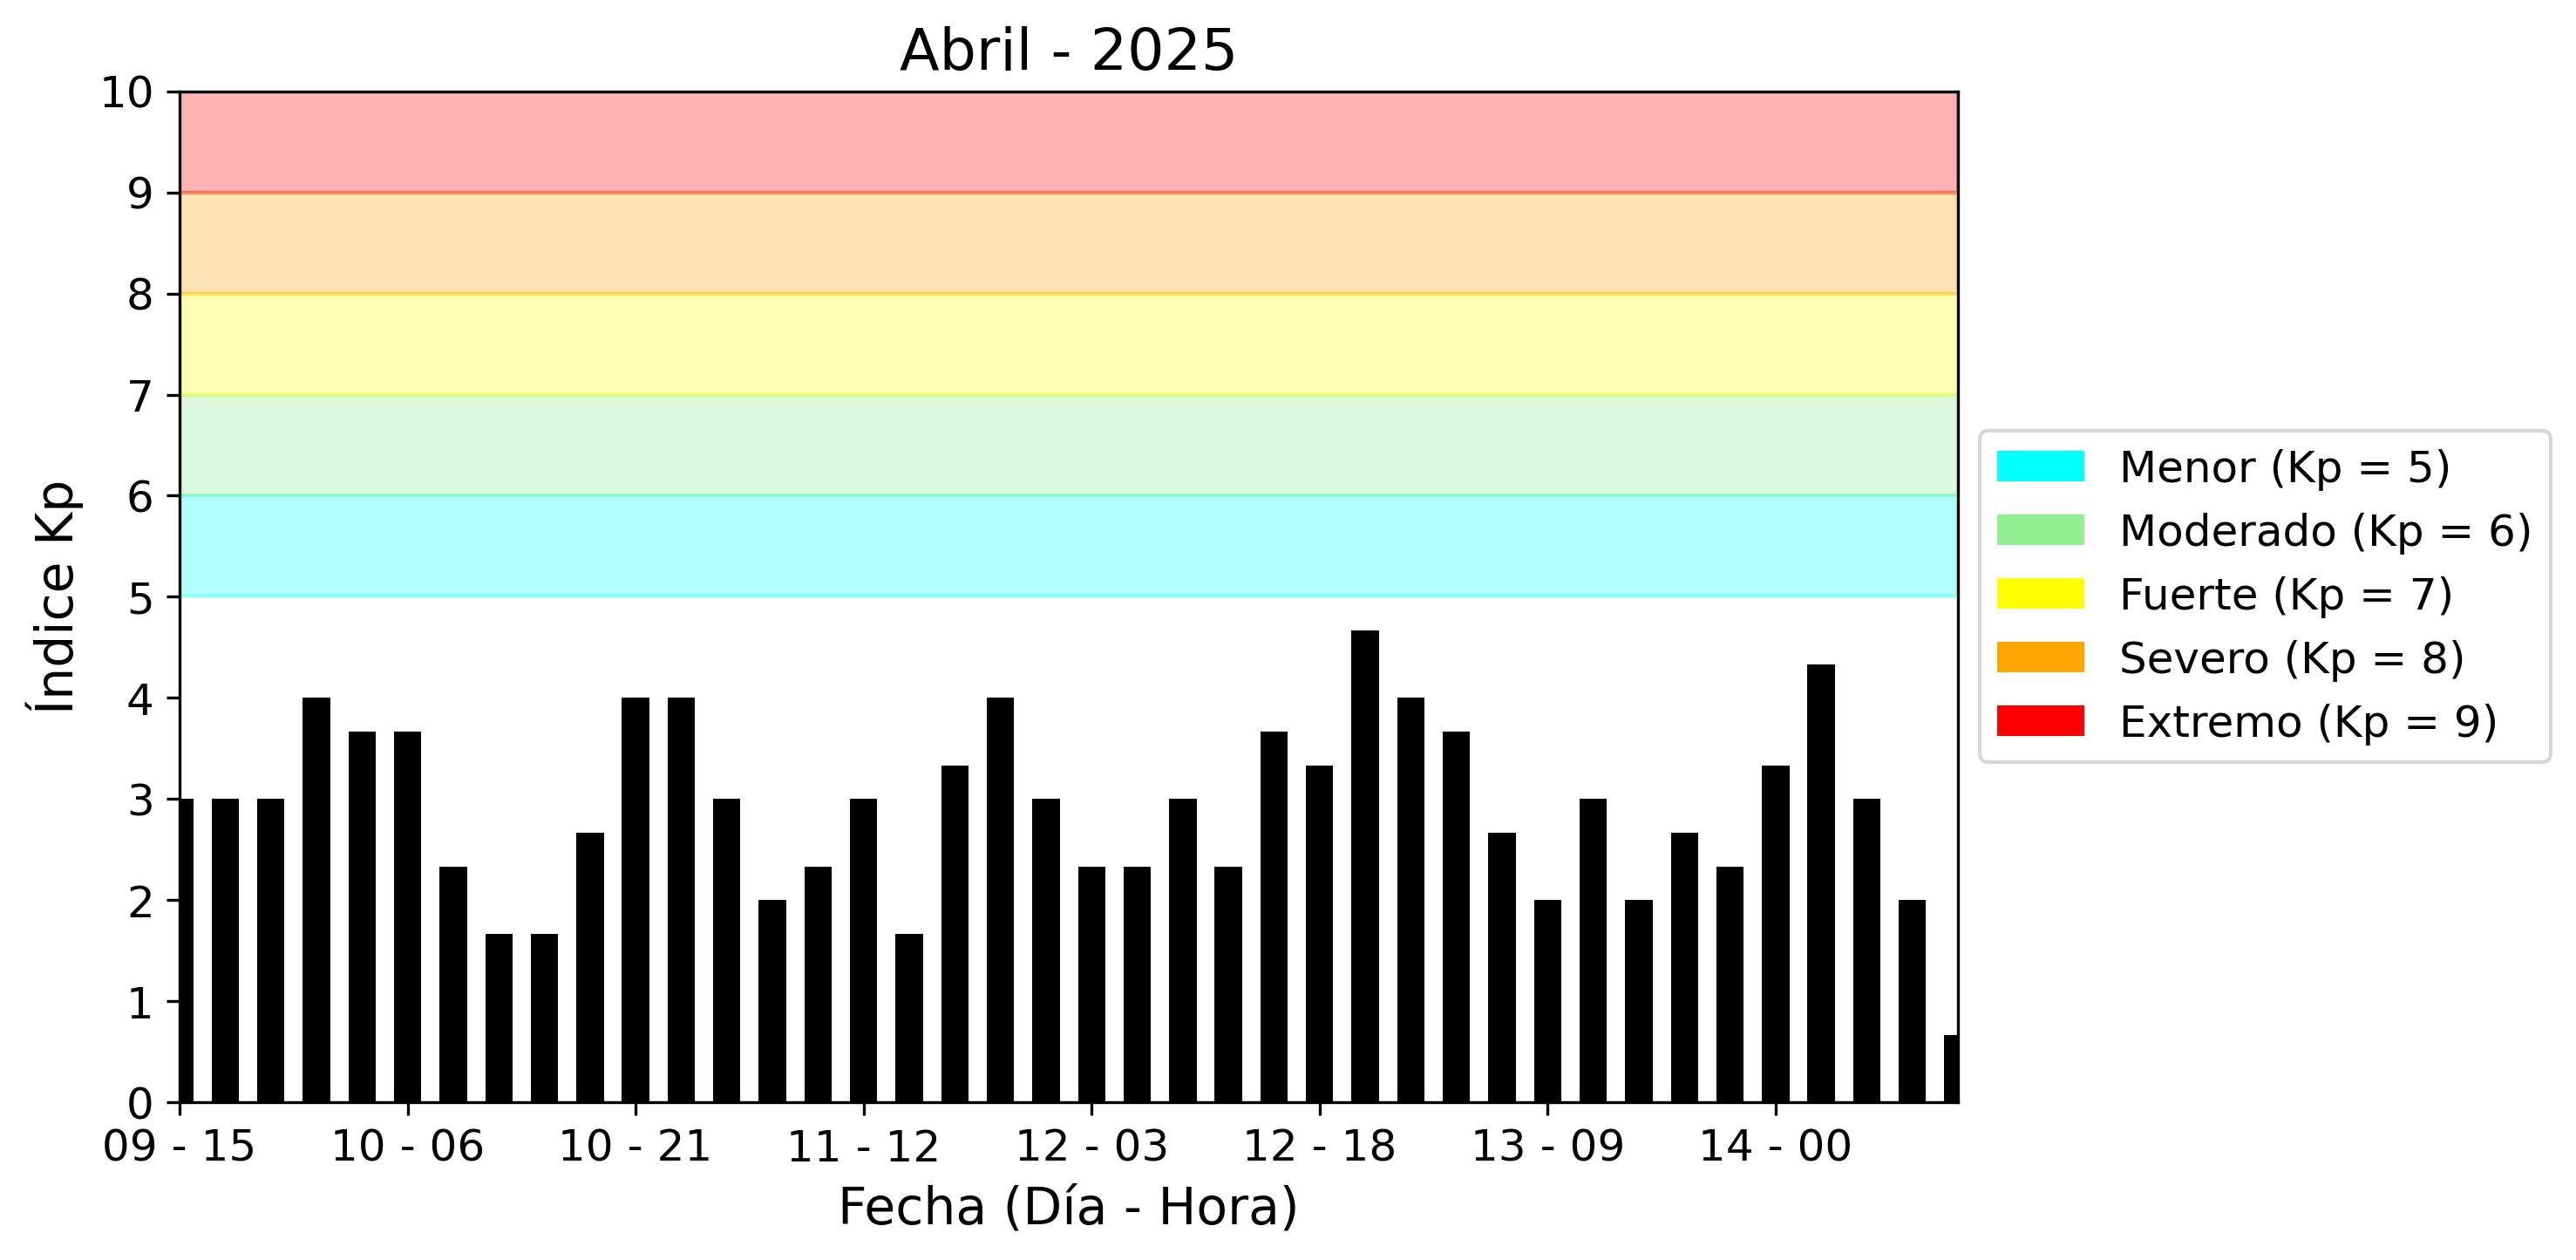 Abril - 2025
10
9
8
7
6
5
4
3
2
1
0
Índice Kp
09 - 15
10 - 06
10 - 21
11 - 12
12 - 03
12 - 18
13 - 09
14 - 00
Fecha (Día - Hora)
Menor (Kp = 5)
Moderado (Kp = 6)
Fuerte (Kp = 7)
Severo (Kp = 8)
Extremo (Kp = 9)